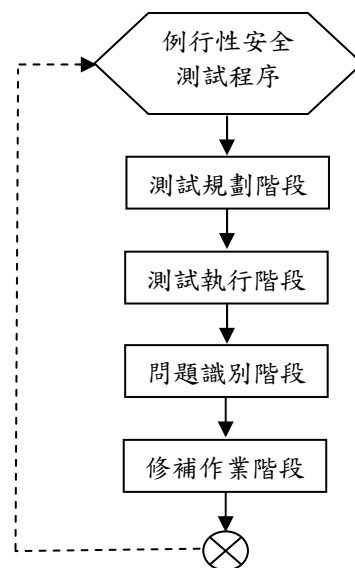 例行性安全
測試程序
測試規劃階段
測試執行階段
問題識別階段
修補作業階段